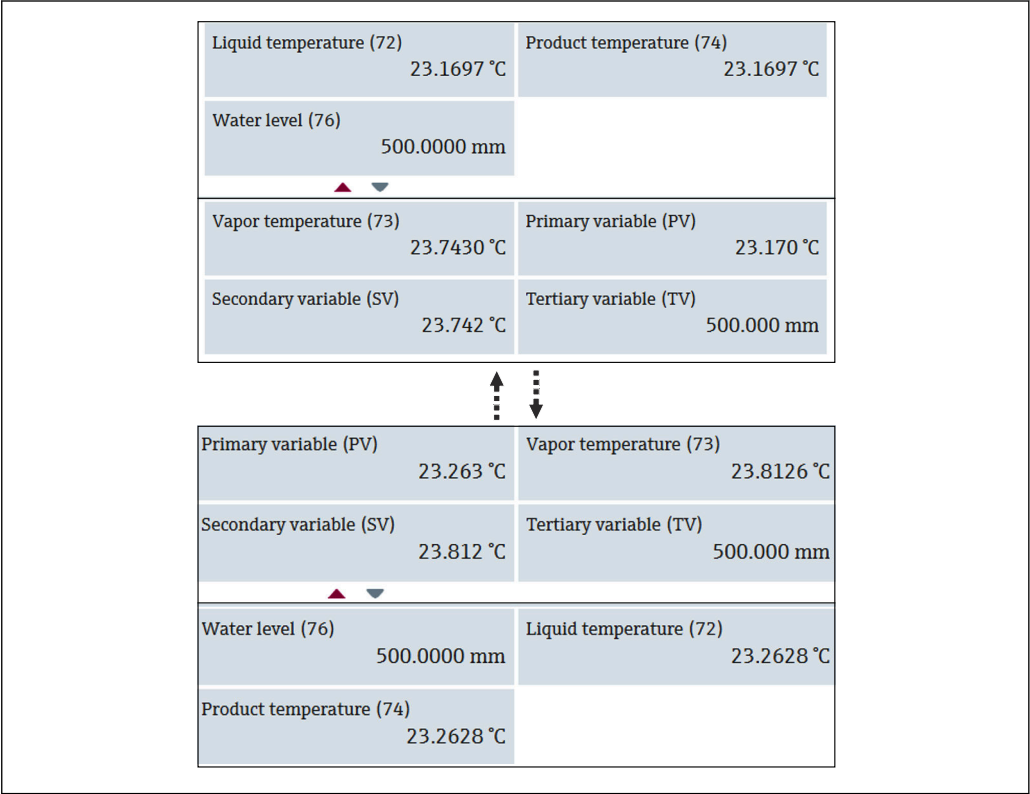 Liquid temperature (72)
23.1697 °C
Product temperature (74)
23.1697 °C
Water level (76)
500.0000 mm
Vapor temperature (73)
23.7430 °C
Primary variable (PV)
23.170 °C
Secondary variable (SV)
23.742 °C
Tertiary variable (TV)
500.000 mm
Primary variable (PV)
23.263 °C
Vapor temperature (73)
23.8126 °C
Secondary variable (SV)
23.812 °C
Tertiary variable (TV)
500.000 mm
Water level (76)
500.0000 mm
Liquid temperature (72)
23.2628 °C
Product temperature (74)
23.2628 °C